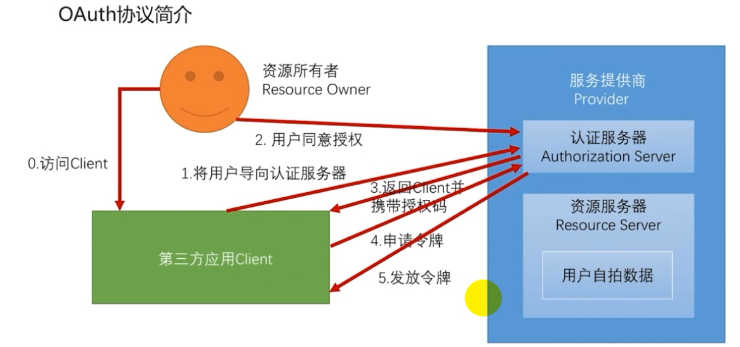 OAuth协议简介
资源所有者
Resource Owner
服务提供商
Provider
2. 用户同意授权
认证服务器
Authorization Server
0.访问Client
1.将用户导向认证服务器
3.返回Client并
携带授权码
资源服务器
Resource Server
4.申请令牌
第三方应用Client
用户自拍数据
5.发放令牌